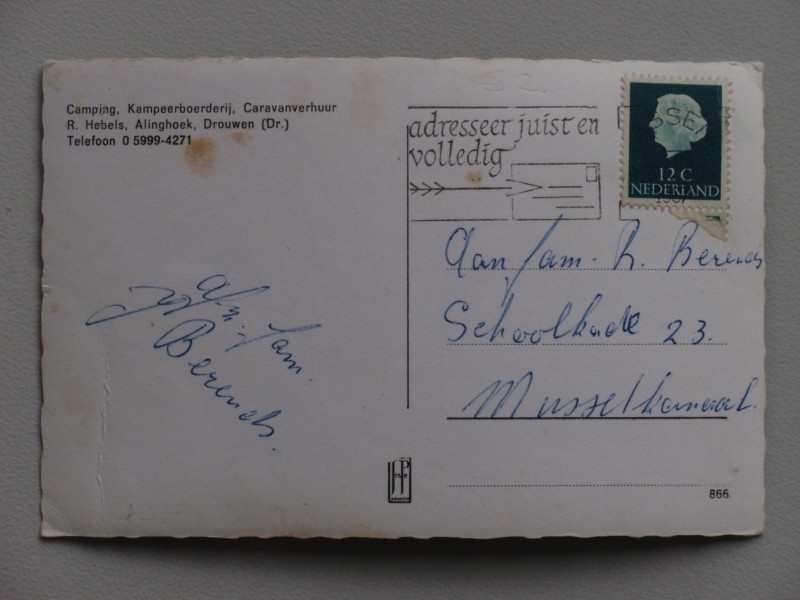 Camping, Kampeerboerderij, Caravanverhuur
R. Hebels, Alinghoek, Drouwen (Dr.)
Telefoon 0 5999-4271
adresseer juist en
volledig
12 C
NEDERLAND
Aan fam. R. Berends
Schoolkade 23.
Musselkanaal.
Afz. fam.
J. Berends.
866